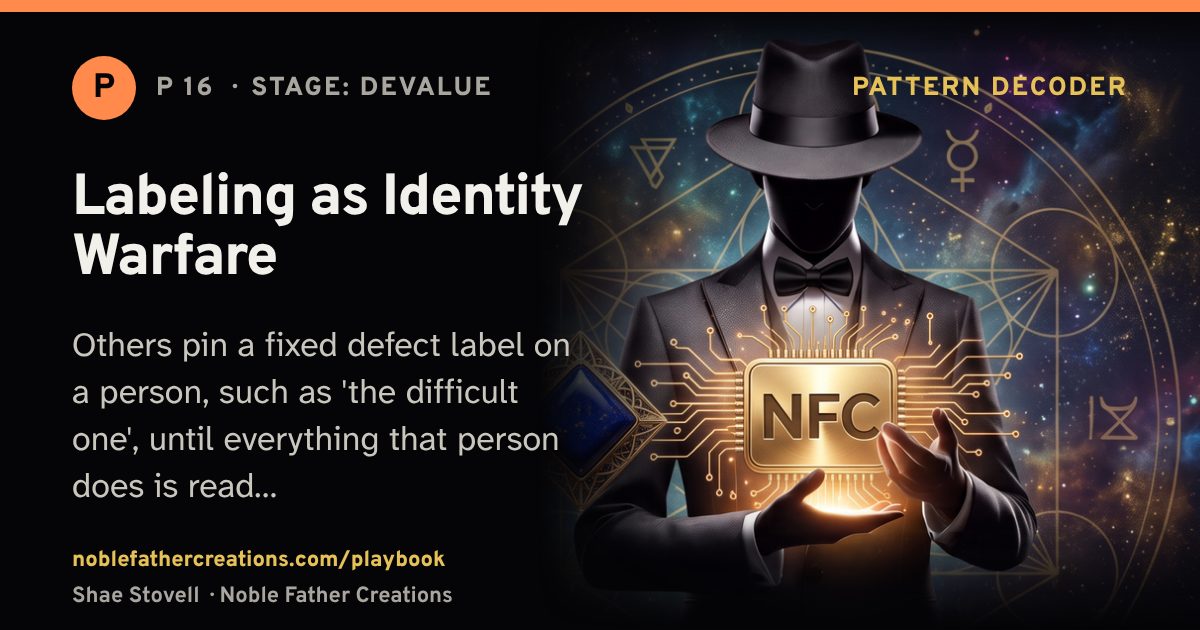 P
P 16 · STAGE: DEVALUE
PATTERN DECODER
Labeling as Identity
Warfare
Others pin a fixed defect label on
a person, such as 'the difficult
one', until everything that person
does is read...
NFC
noblefathercreations.com/playbook
Shae Stovell · Noble Father Creations